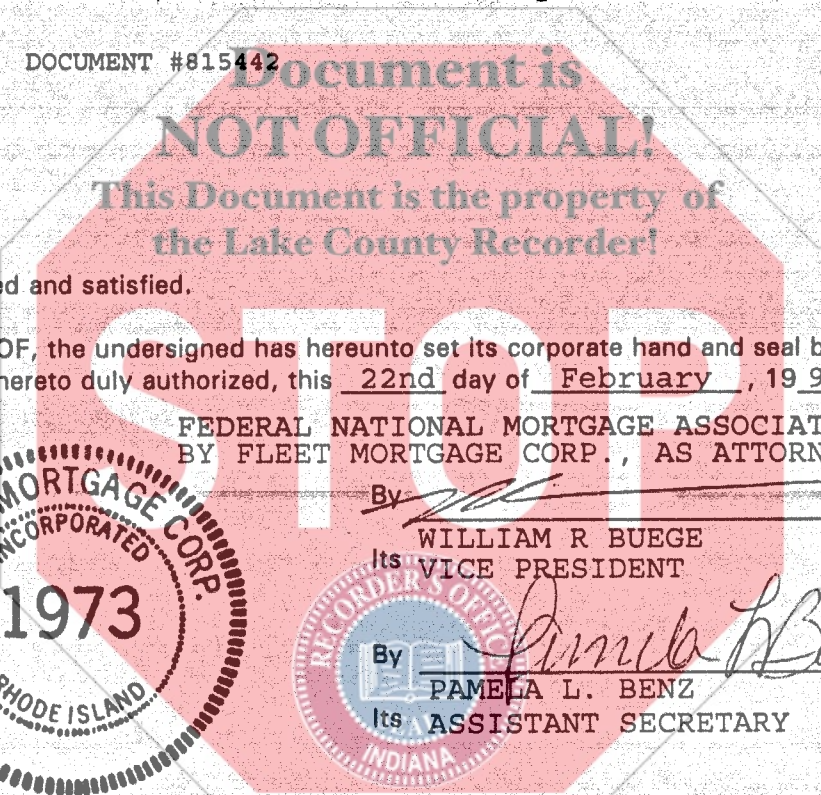 DOCUMENT #815442
Document is
NOT OFFICIAL!
This Document is the property of
the Lake County Recorder!
ed and satisfied.
OF, the undersigned has hereunto set its corporate hand and seal b
hereto duly authorized, this 22nd day of February , 19 9
FEDERAL NATIONAL MORTGAGE ASSOCIAT
BY FLEET MORTGAGE CORP., AS ATTORN
STOP
By
WILLIAM R BUEGE
Its VICE PRESIDENT
MORTGAGE CORP.
INCORPORATED
1973
RHODE ISLAND
RECORDER'S OFFICE
INDIANA
By Pamela L B
PAMELA L. BENZ
Its ASSISTANT SECRETARY